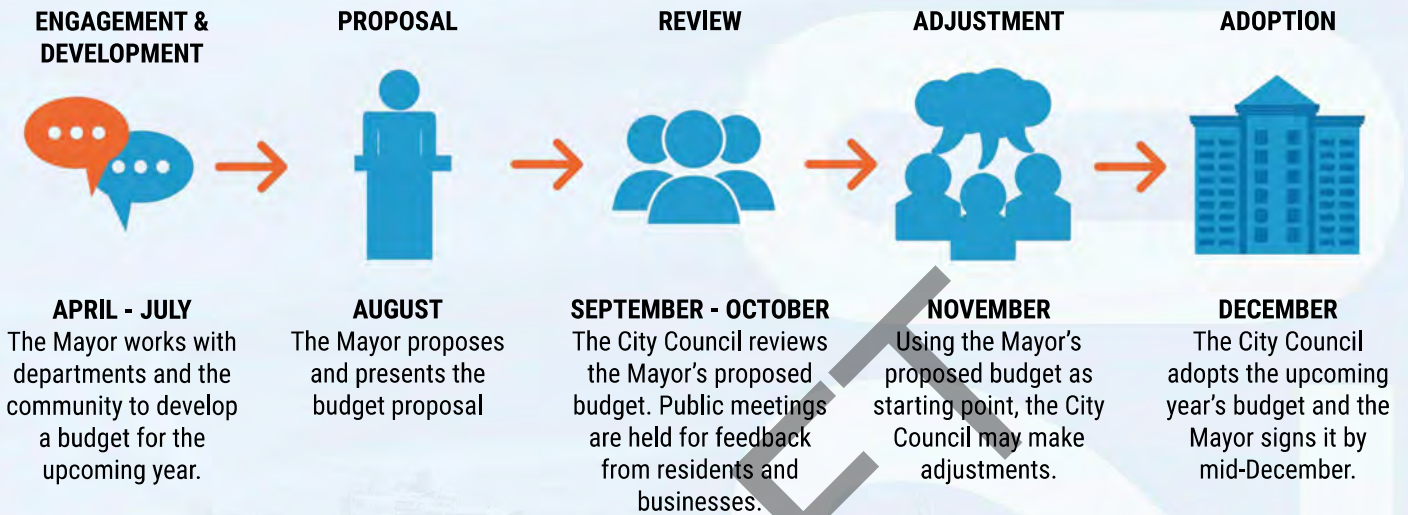 ENGAGEMENT &
DEVELOPMENT
PROPOSAL
REVIEW
ADJUSTMENT
ADOPTION
APRIL - JULY
The Mayor works with
departments and the
community to develop
a budget for the
upcoming year.
AUGUST
The Mayor proposes
and presents the
budget proposal
SEPTEMBER - OCTOBER
The City Council reviews
the Mayor's proposed
budget. Public meetings
are held for feedback
from residents and
businesses.
NOVEMBER
Using the Mayor's
proposed budget as
starting point, the City
Council may make
adjustments.
DECEMBER
The City Council
adopts the upcoming
year's budget and the
Mayor signs it by
mid-December.